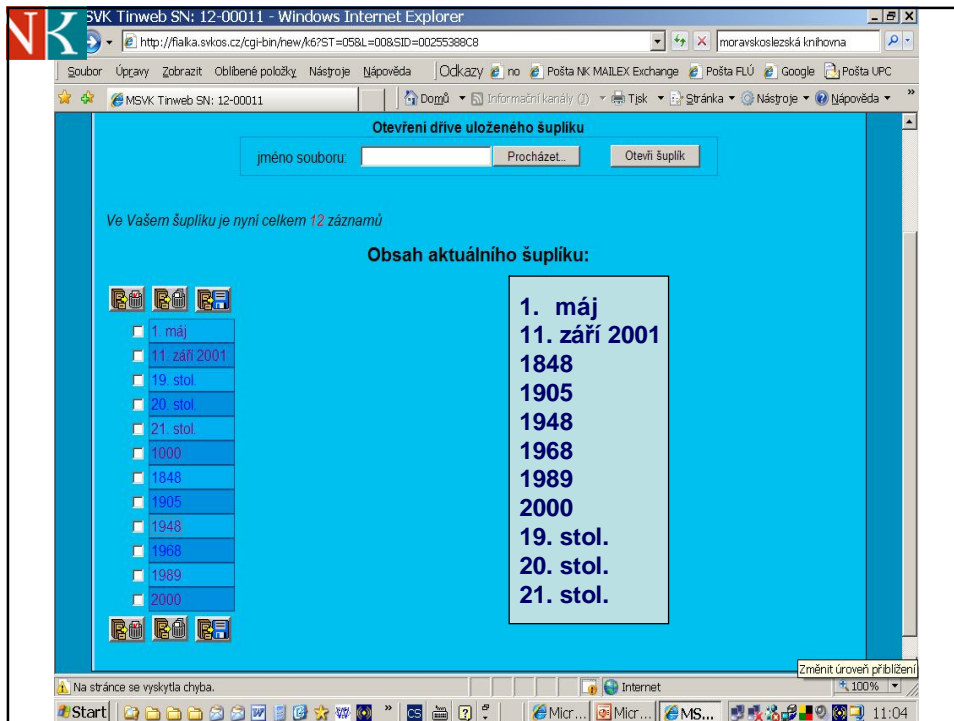 NK
SVK Tinweb SN: 12-00011 - Windows Internet Explorer
http://fialka.svkos.cz/cgi-bin/new/k6?ST=05&L=00&SID=00255388C8
moravskoslezská knihovna
Soubor Úpravy Zobrazit Oblíbené položky Nástroje Nápověda Odkazy no Pošta NK MAILEX Exchange Pošta FLÚ Google Pošta UPC
MSVK Tinweb SN: 12-00011 Domů Informační kanály (J) Tisk Stránka Nástroje Nápověda »
Otevření dříve uloženého šuplíku
jméno souboru: Procházet... Otevři šuplík
Ve Vašem šuplíku je nyní celkem 12 záznamů
Obsah aktuálního šuplíku:
1. máj
11. září 2001
19. stol.
20. stol.
21. stol.
1000
1848
1905
1948
1968
1989
2000
1. máj
11. září 2001
1848
1905
1948
1968
1989
2000
19. stol.
20. stol.
21. stol.
Změnit úroveň přiblížení
Na stránce se vyskytla chyba. Internet 100%
Start » CS Micr... Micr... MS... 11:04